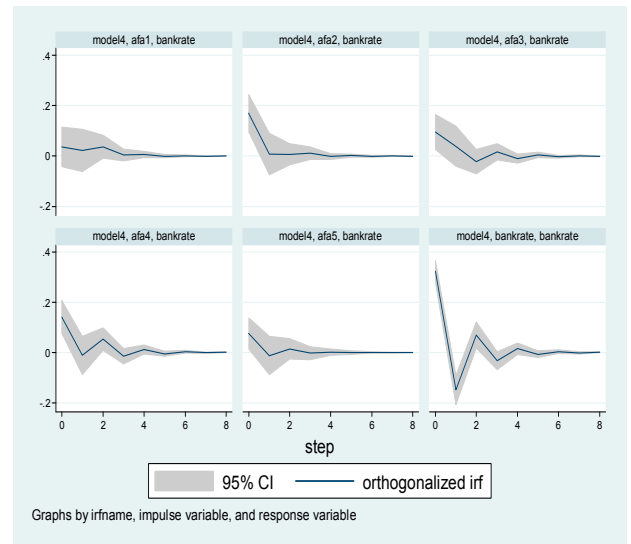 model4, afa1, bankrate
model4, afa2, bankrate
model4, afa3, bankrate
.4
.2
0
-.2
model4, afa4, bankrate
model4, afa5, bankrate
model4, bankrate, bankrate
.4
.2
0
-.2
0 2 4 6 8
0 2 4 6 8
0 2 4 6 8
step
95% CI
orthogonalized irf
Graphs by irfname, impulse variable, and response variable